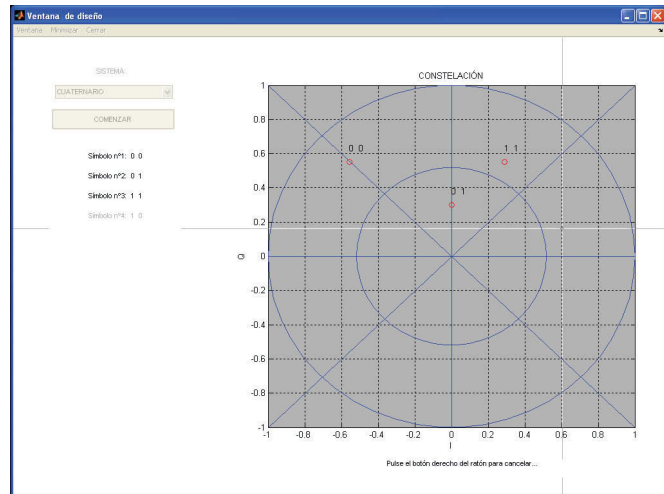 Ventana de diseño
Ventana Minimizar Cerrar
SISTEMA
CUATERNARIO
COMENZAR
Símbolo nº1: 0 0
Símbolo nº2: 0 1
Símbolo nº3: 1 1
Símbolo nº4: 1 0
CONSTELACIÓN
1
0.8
0.6
0.4
0.2
0
-0.2
-0.4
-0.6
-0.8
-1
Q
0 0
1 1
0 1
-1 -0.8 -0.6 -0.4 -0.2 0 0.2 0.4 0.6 0.8 1
I
Pulse el botón derecho del ratón para cancelar...